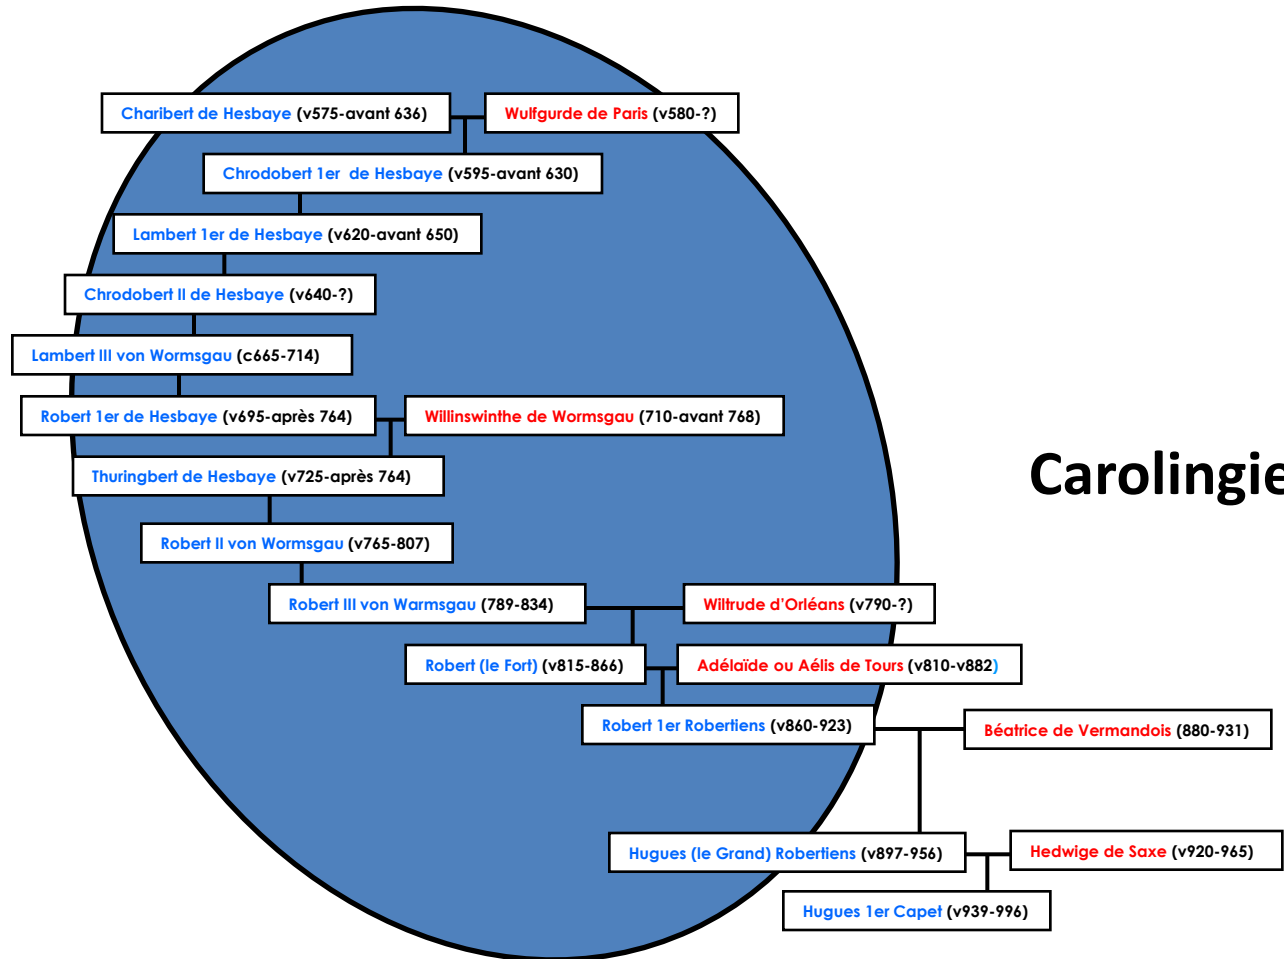 Charibert de Hesbaye (v575-avant 636)
Wulfgurde de Paris (v580-?)
Chrodobert 1er de Hesbaye (v595-avant 630)
Lambert 1er de Hesbaye (v620-avant 650)
Chrodobert II de Hesbaye (v640-?)
Lambert III von Wormsgau (c665-714)
Robert 1er de Hesbaye (v695-après 764)
Willinswinthe de Wormsgau (710-avant 768)
Carolingie
Thuringbert de Hesbaye (v725-après 764)
Robert II von Wormsgau (v765-807)
Robert III von Warmsgau (789-834)
Wiltrude d'Orléans (v790-?)
Robert (le Fort) (v815-866)
Adélaïde ou Aélis de Tours (v810-v882)
Robert 1er Robertiens (v860-923)
Béatrice de Vermandois (880-931)
Hugues (le Grand) Robertiens (v897-956)
Hedwige de Saxe (v920-965)
Hugues 1er Capet (v939-996)